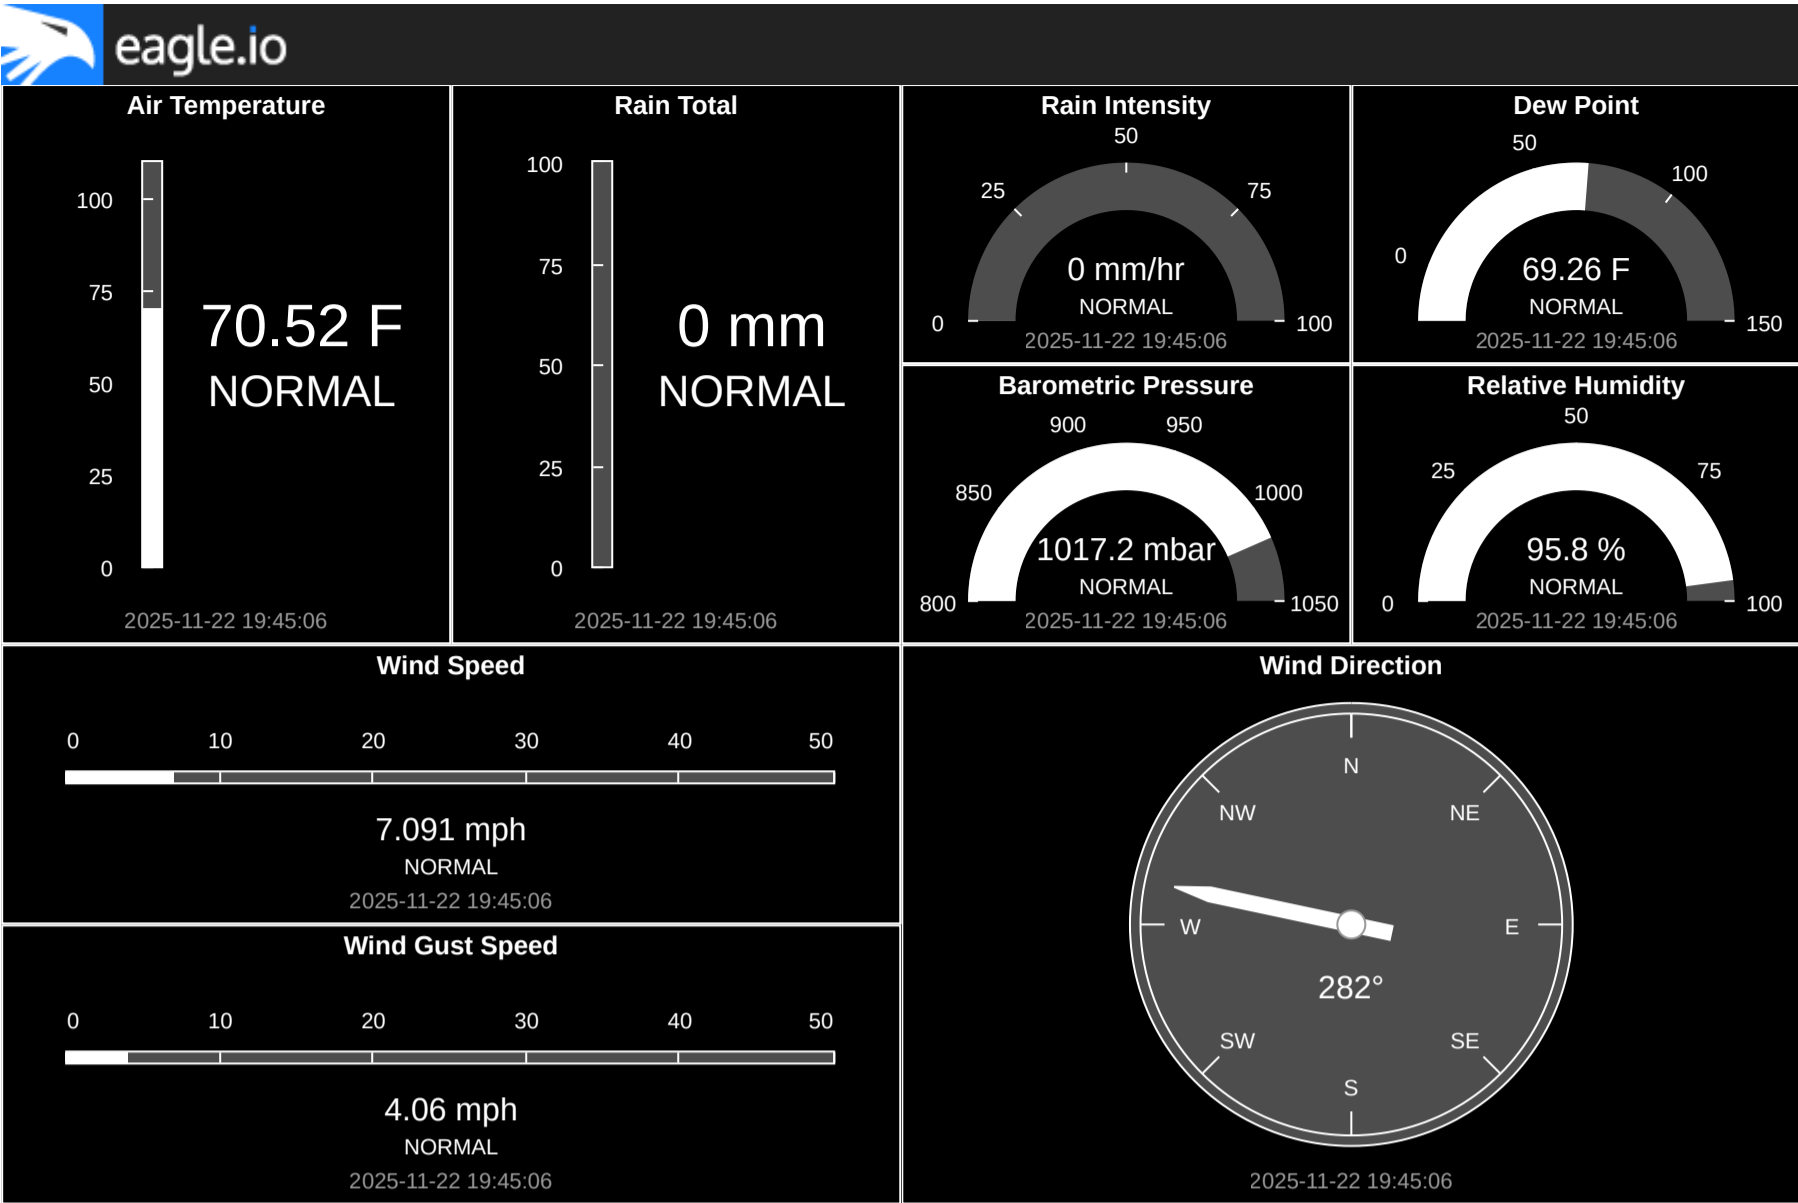 eagle.io
Air Temperature
100
75
50
25
0
70.52 F
NORMAL
2025-11-22 19:45:06
Rain Total
100
75
50
25
0
0 mm
NORMAL
2025-11-22 19:45:06
Rain Intensity
0
25
50
75
100
0 mm/hr
NORMAL
2025-11-22 19:45:06
Dew Point
0
50
100
150
69.26 F
NORMAL
2025-11-22 19:45:06
Barometric Pressure
800
850
900
950
1000
1050
1017.2 mbar
NORMAL
2025-11-22 19:45:06
Relative Humidity
0
25
50
75
100
95.8 %
NORMAL
2025-11-22 19:45:06
Wind Speed
0 10 20 30 40 50
7.091 mph
NORMAL
2025-11-22 19:45:06
Wind Gust Speed
0 10 20 30 40 50
4.06 mph
NORMAL
2025-11-22 19:45:06
Wind Direction
N
NW NE
W E
282°
SW SE
S
2025-11-22 19:45:06